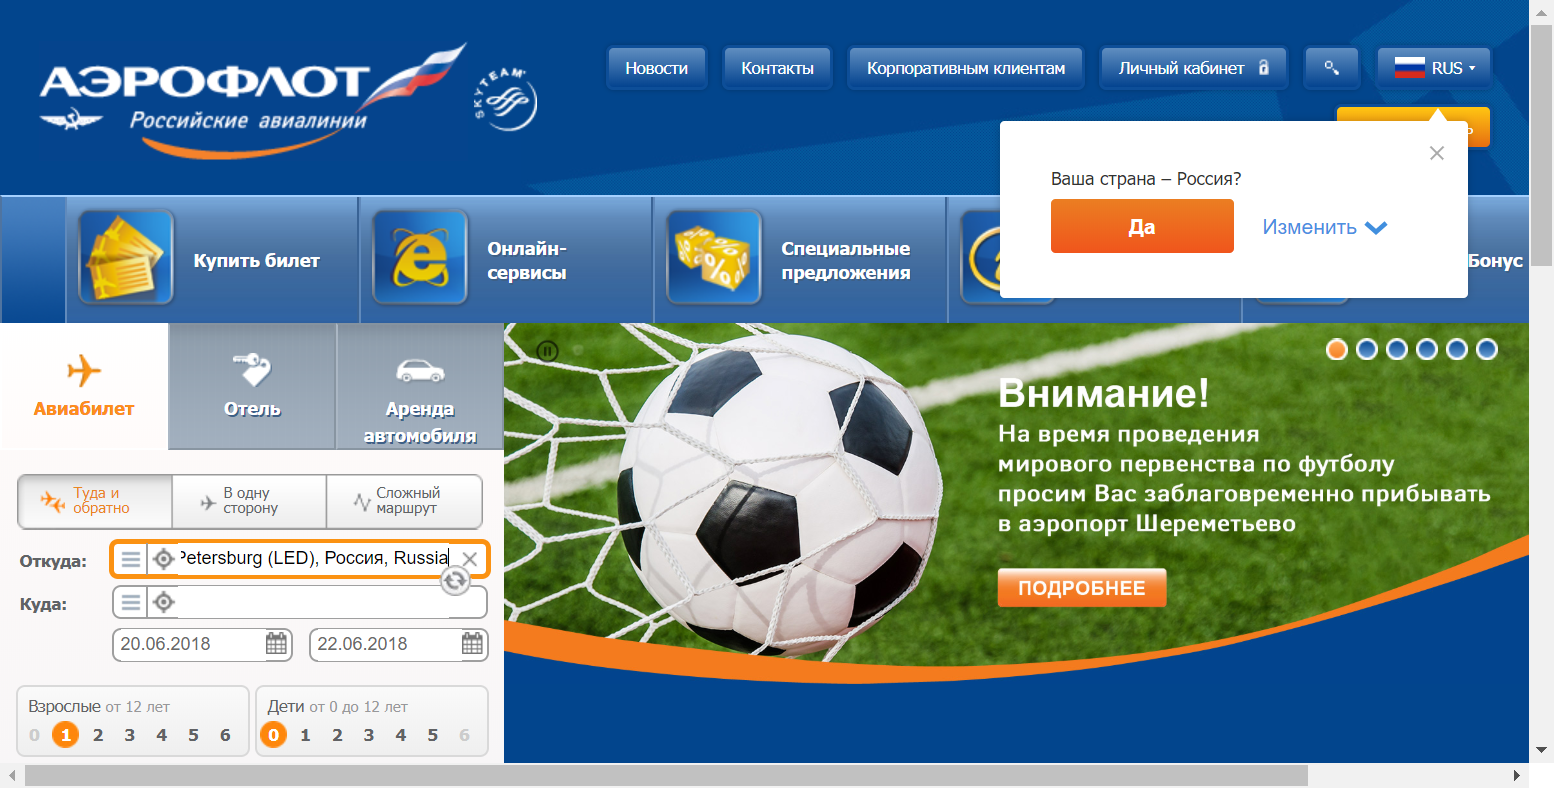 АЭРОФЛОТ
Российские авиалинии
SKYTEAM
Новости
Контакты
Корпоративным клиентам
Личный кабинет
RUS
Ваша страна – Россия?
Да
Изменить
Купить билет
Онлайн-
сервисы
Специальные
предложения
Бонус
Авиабилет
Отель
Аренда
автомобиля
Туда и
обратно
В одну
сторону
Сложный
маршрут
Откуда:
Petersburg (LED), Россия, Russia
Куда:
20.06.2018
22.06.2018
Взрослые от 12 лет
0 1 2 3 4 5 6
Дети от 0 до 12 лет
0 1 2 3 4 5 6
Внимание!
На время проведения
мирового первенства по футболу
просим Вас заблаговременно прибывать
в аэропорт Шереметьево
ПОДРОБНЕЕ